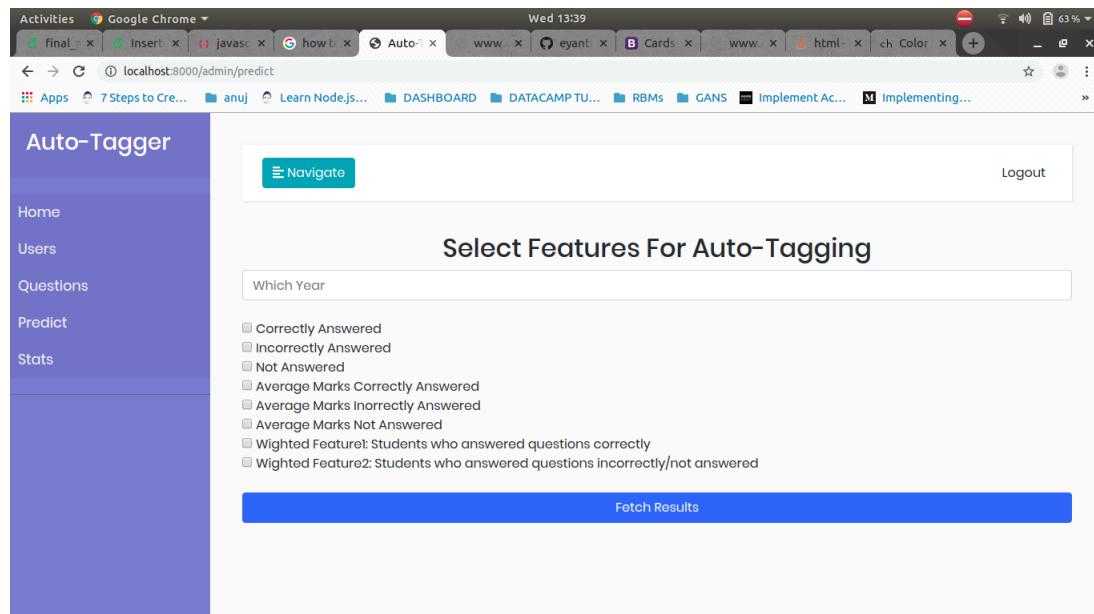 Activities Google Chrome Wed 13:39 63 %
final_ Insert javasc how t Auto-T www. eyant Cards www. html- ch Color
localhost:8000/admin/predict
Apps 7 Steps to Cre... anuj Learn Node.js... DASHBOARD DATACAMP TU... RBMs GANS Implement Ac... Implementing... »
Auto-Tagger
Navigate
Logout
Home
Users
Questions
Predict
Stats
Select Features For Auto-Tagging
Which Year
Correctly Answered
Incorrectly Answered
Not Answered
Average Marks Correctly Answered
Average Marks Inorrectly Answered
Average Marks Not Answered
Wighted Feature1: Students who answered questions correctly
Wighted Feature2: Students who answered questions incorrectly/not answered
Fetch Results